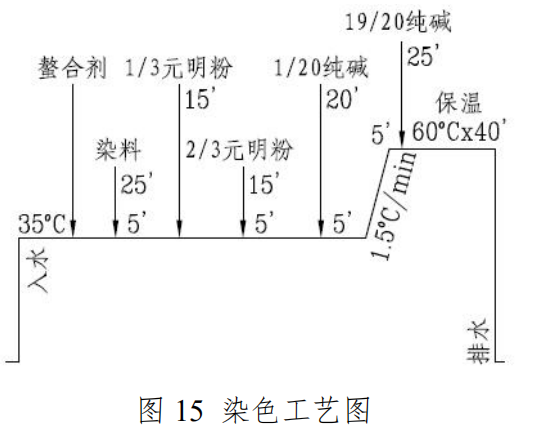 19/20纯碱
25'
螯合剂 1/3元明粉 1/20纯碱
15' 20' 保温
染料 2/3元明粉 5' 60℃x40'
25' 15'
35℃ 5' 5' 5' 1.5℃/min
入水 排水
图 15 染色工艺图